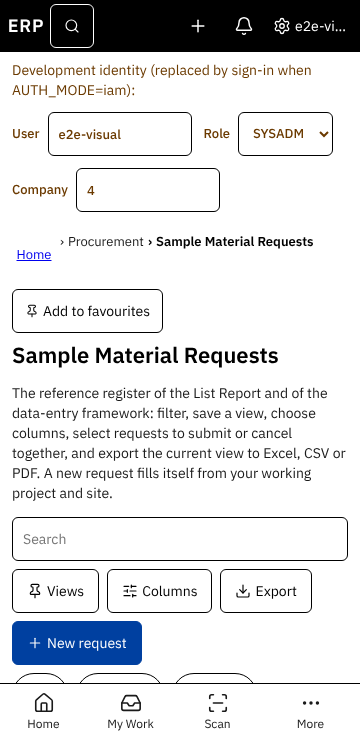 ERP
e2e-vi...
Development identity (replaced by sign-in when
AUTH_MODE=iam):
User
e2e-visual
Role
SYSADM
Company
4
Home
› Procurement › Sample Material Requests
Add to favourites
Sample Material Requests
The reference register of the List Report and of the
data-entry framework: filter, save a view, choose
columns, select requests to submit or cancel
together, and export the current view to Excel, CSV or
PDF. A new request fills itself from your working
project and site.
Search
Views
Columns
Export
New request
Home
My Work
Scan
More